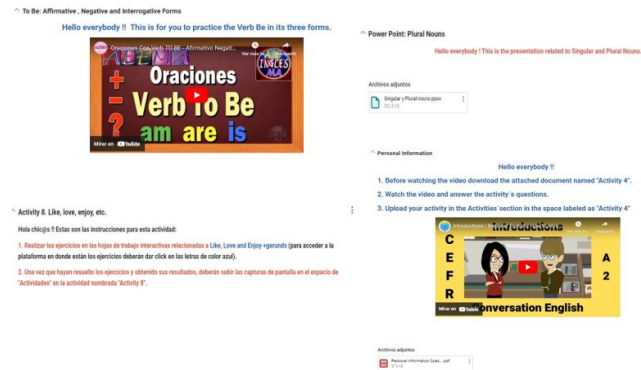 To Be: Affirmative , Negative and Interrogative Forms
Hello everybody !! This is for you to practice the Verb Be in its three forms.
Oraciones Con Verb TO BE - Afirmativo Negati...
Oraciones
Verb To Be
am are is
INGLES
MA
Mirar en YouTube
Activity 8. Like, love, enjoy, etc.
Hola chic@s !! Estas son las instrucciones para esta actividad:
1. Realizar los ejercicios en las hojas de trabajo interactivas relacionadas a Like, Love and Enjoy +gerunds (para acceder a la
plataforma en donde están los ejercicios deberán dar click en las letras de color azul).
2. Una vez que hayan resuelto los ejercicios y obtenido sus resultados, deberán subir las capturas de pantalla en el espacio de
"Actividades" en la actividad nombrada "Activity 8".
Power Point: Plural Nouns
Hello everybody ! This is the presentation related to Singular and Plural Nouns.
Archivos adjuntos
Singular y Plural nouns.pptx
Personal Information
Hello everybody !!
1. Before watching the video download the attached document named "Activity 4".
2. Watch the video and answer the activity´s questions.
3. Upload your activity in the Activities´section in the space labeled as "Activity 4"
Introductions
C
E
F
R
A
2
Mirar en YouTube
Conversation English
Archivos adjuntos
Personal Information Ques...pdf